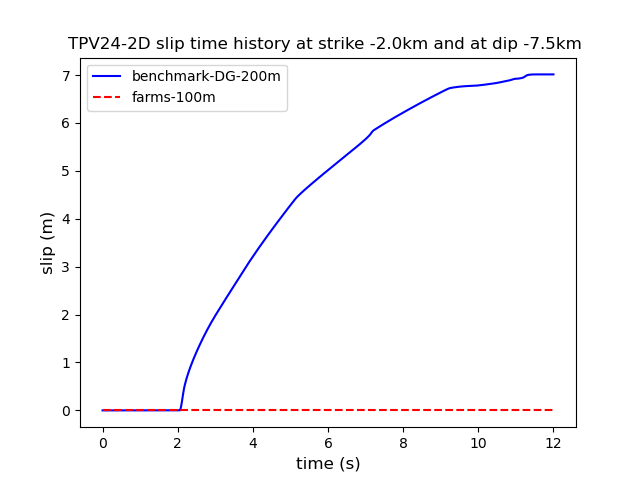 TPV24-2D slip time history at strike -2.0km and at dip -7.5km
benchmark-DG-200m
farms-100m
7
6
5
4
3
2
1
0
slip (m)
0 2 4 6 8 10 12
time (s)